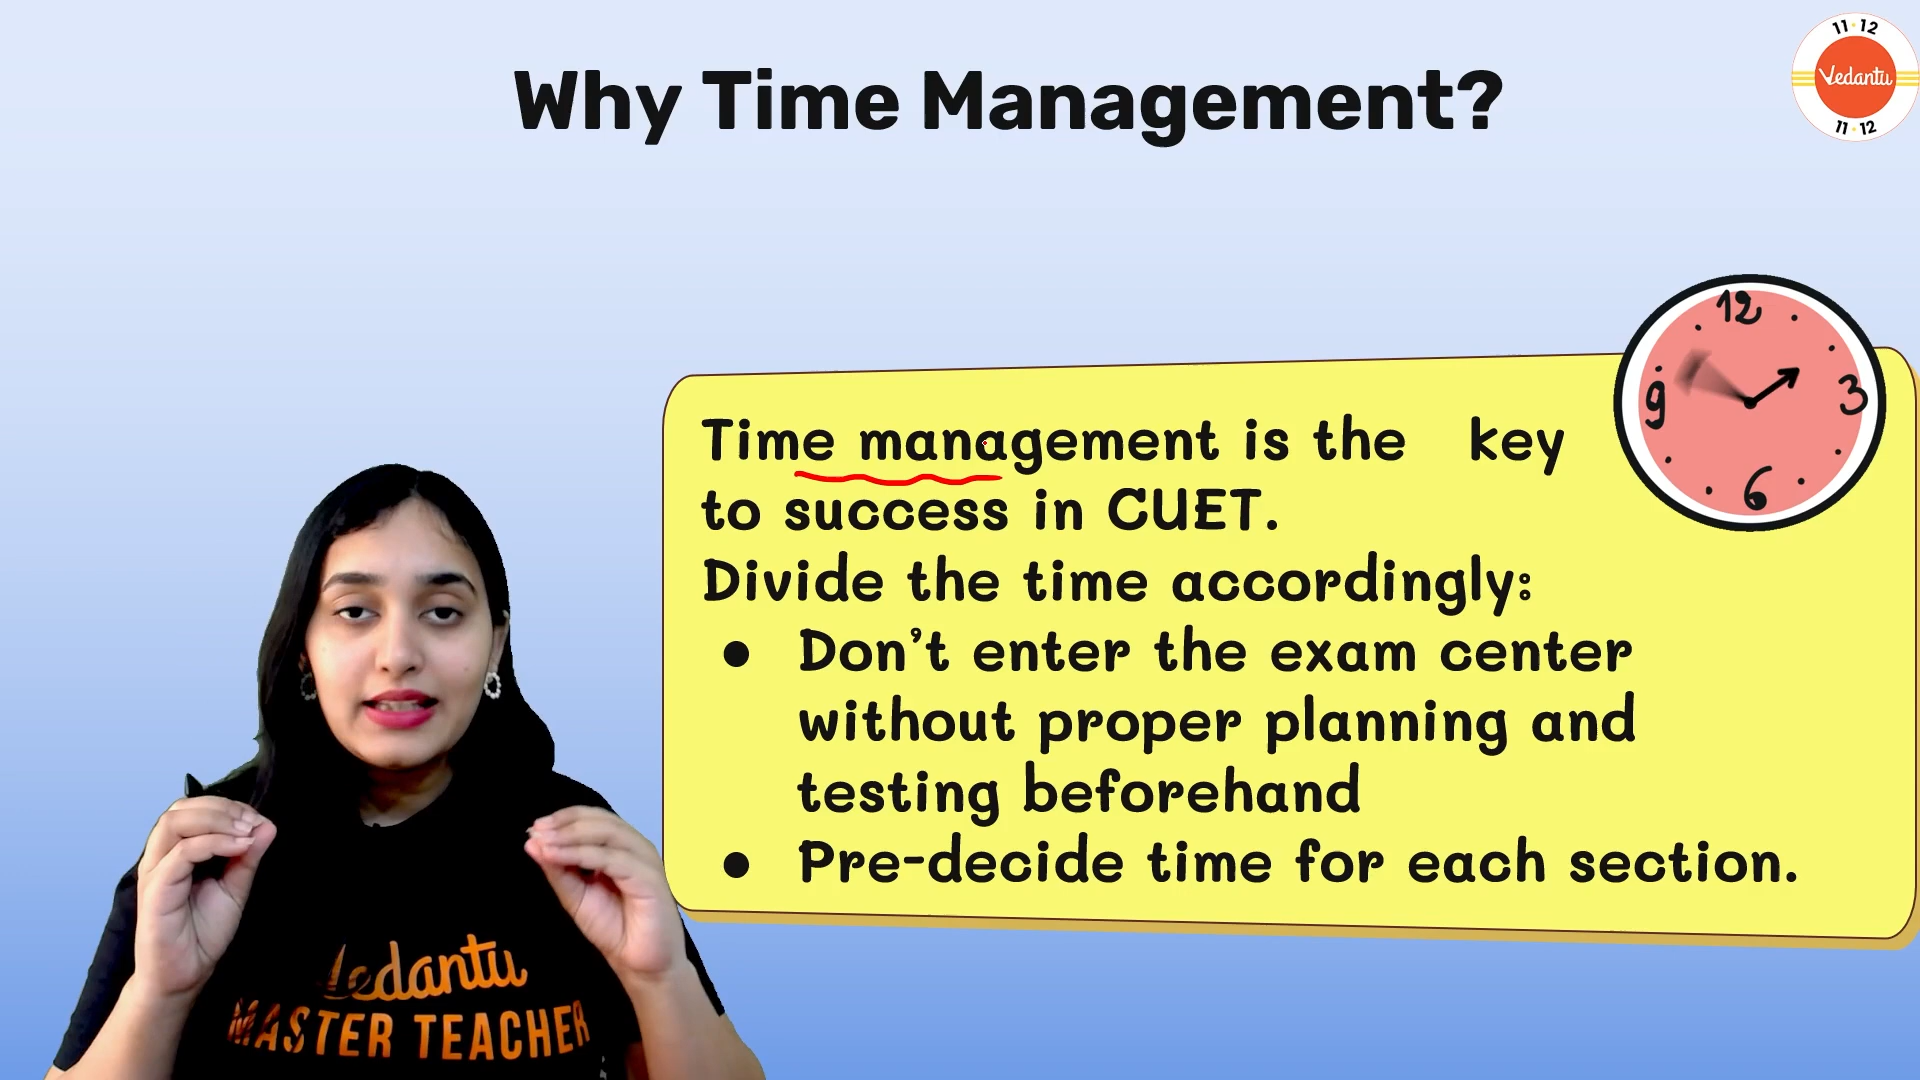 Why Time Management?
11·12
Vedantu
11·12
Time management is the key
to success in CUET.
Divide the time accordingly:
● Don't enter the exam center
without proper planning and
testing beforehand
● Pre-decide time for each section.
12
3
6
9
Vedantu
MASTER TEACHER